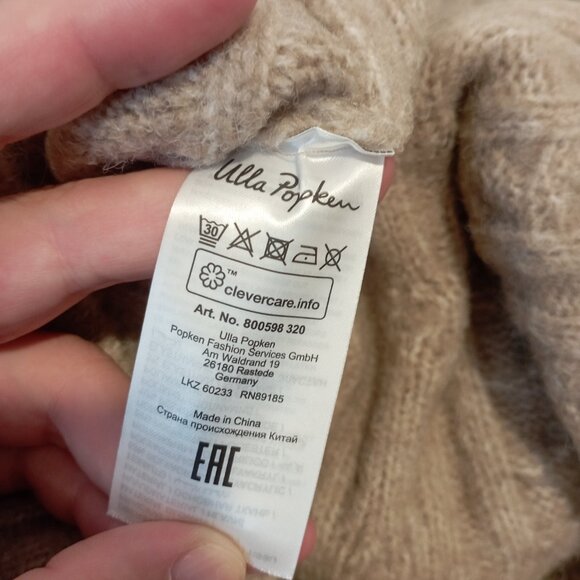 Ulla Popken
30
™
clevercare.info
Art. No. 800598 320
Ulla Popken
Popken Fashion Services GmbH
Am Waldrand 19
26180 Rastede
Germany
LKZ 60233 RN89185
Made in China
Страна происхождения Китай
EAC